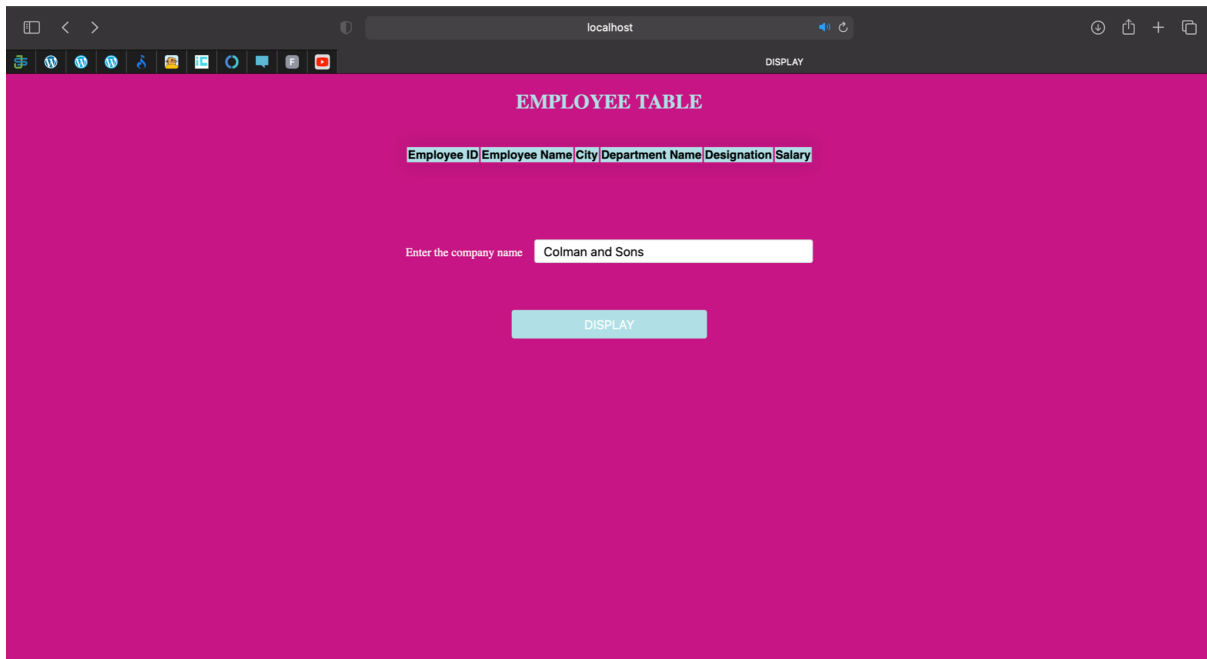 localhost
DISPLAY
EMPLOYEE TABLE
Employee ID Employee Name City Department Name Designation Salary
Enter the company name Colman and Sons
DISPLAY